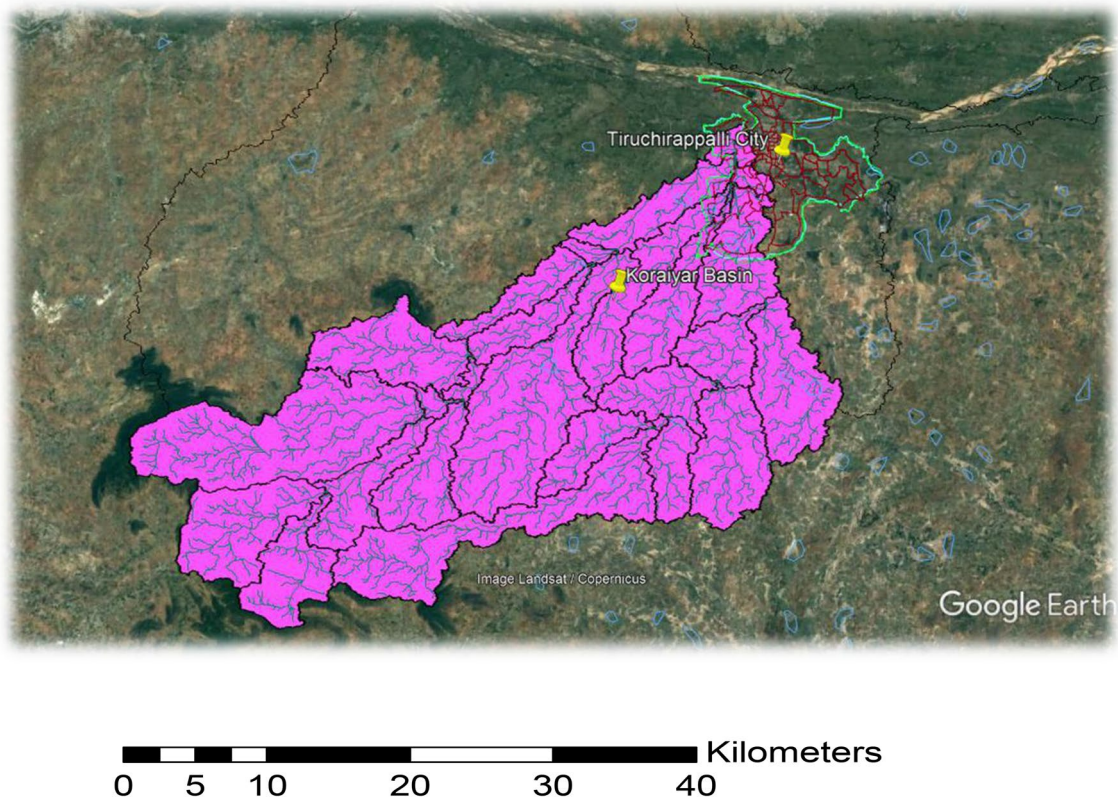 Tiruchirappalli City
Koraiyar Basin
Image Landsat / Copernicus
Google Earth
Kilometers
0 5 10 20 30 40